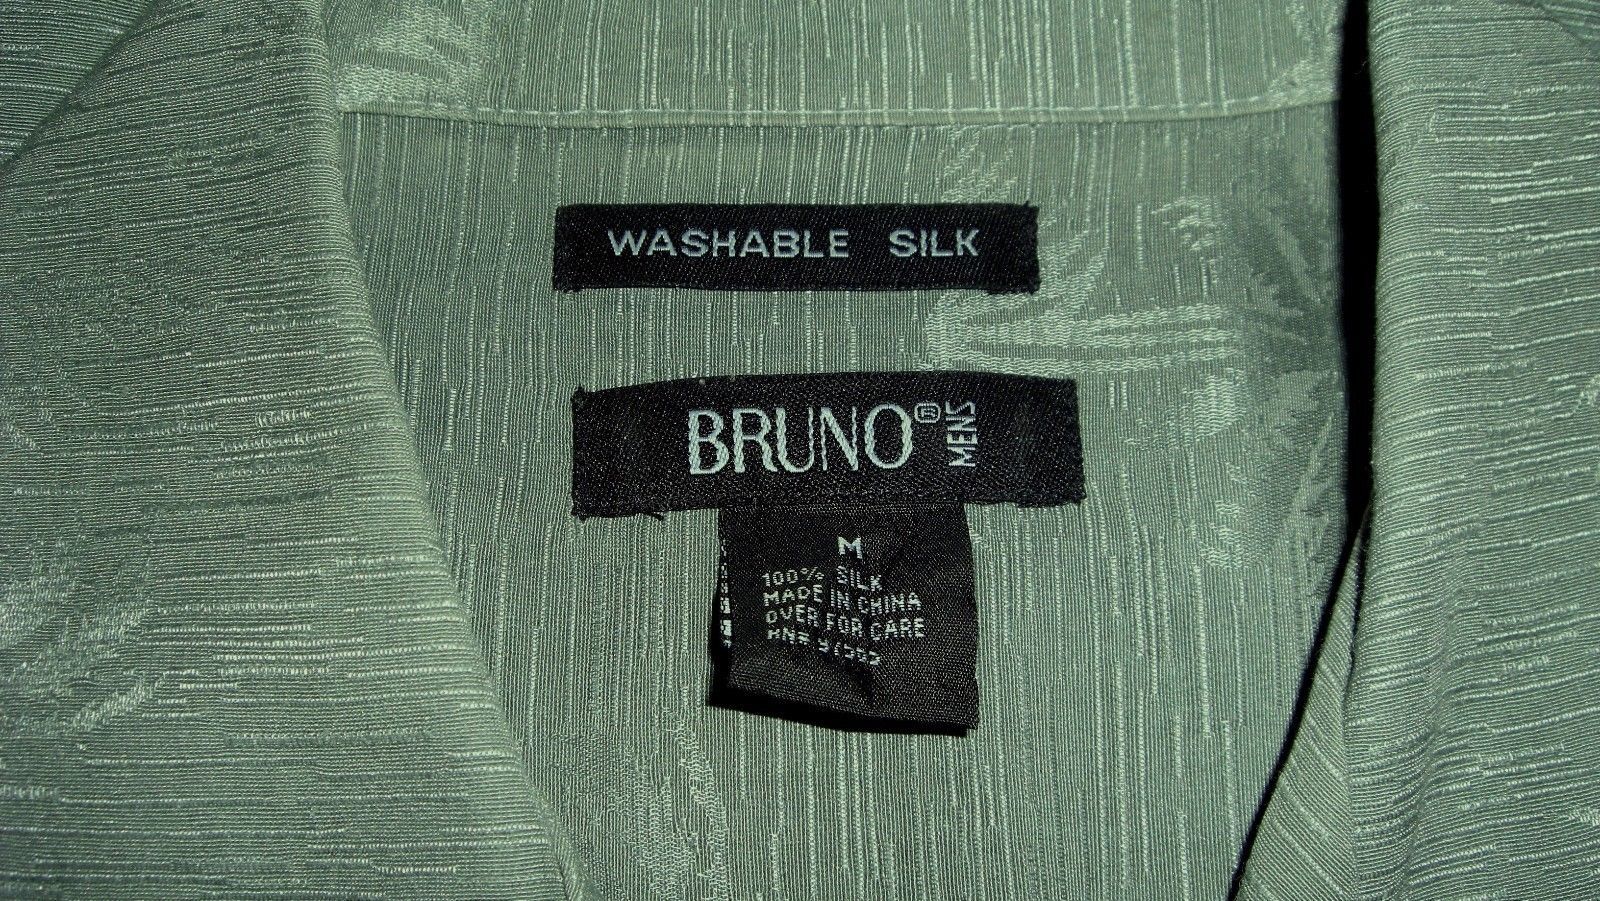 WASHABLE SILK
BRUNO® MENS
M
100% SILK
MADE IN CHINA
OVER FOR CARE